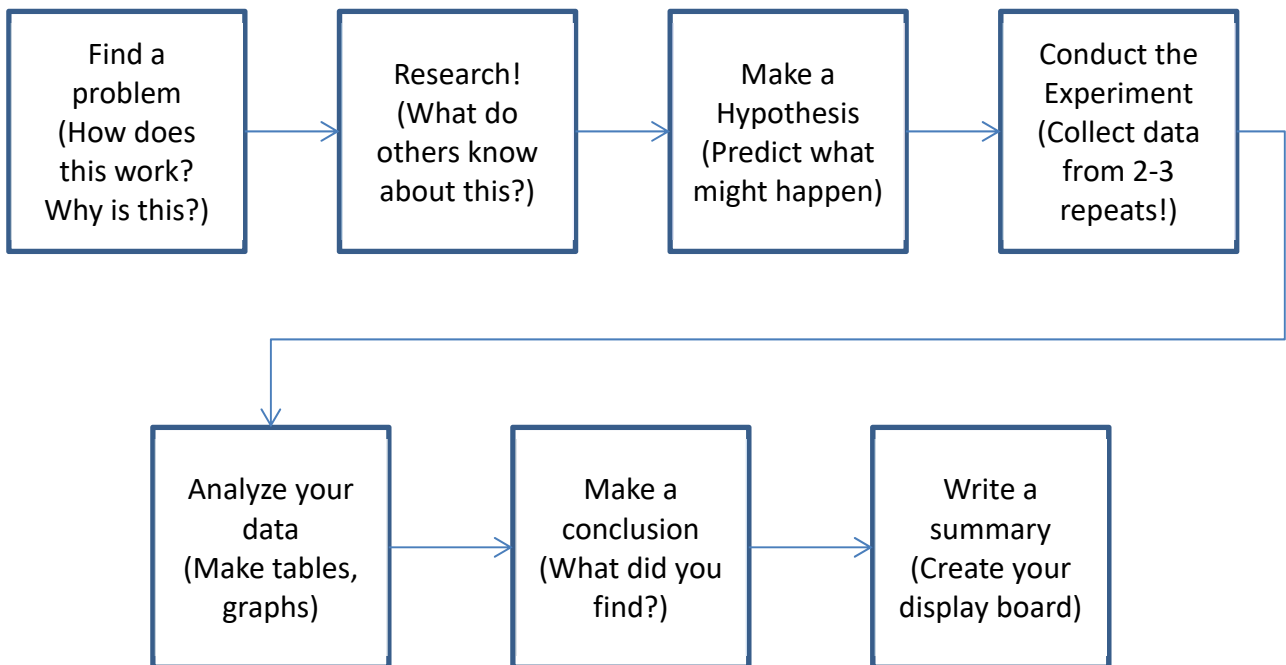 Find a
problem
(How does
this work?
Why is this?)
Research!
(What do
others know
about this?)
Make a
Hypothesis
(Predict what
might happen)
Conduct the
Experiment
(Collect data
from 2-3
repeats!)
Analyze your
data
(Make tables,
graphs)
Make a
conclusion
(What did you
find?)
Write a
summary
(Create your
display board)